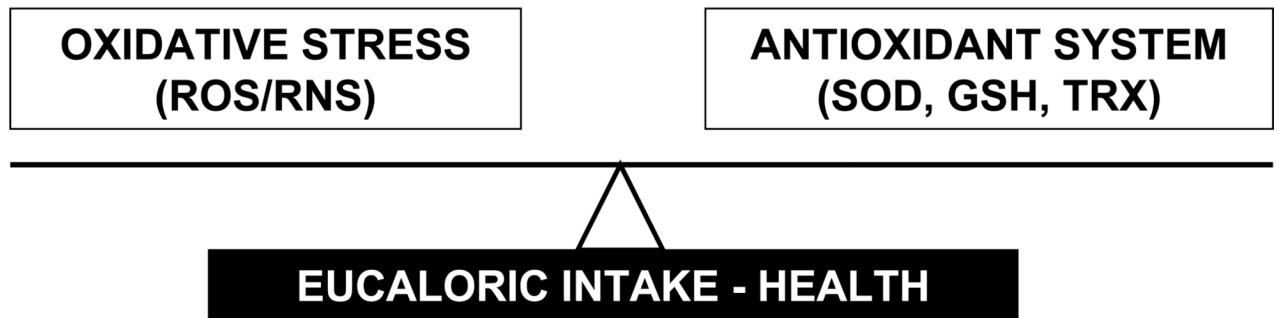 OXIDATIVE STRESS
(ROS/RNS)
ANTIOXIDANT SYSTEM
(SOD, GSH, TRX)
EUCALORIC INTAKE - HEALTH